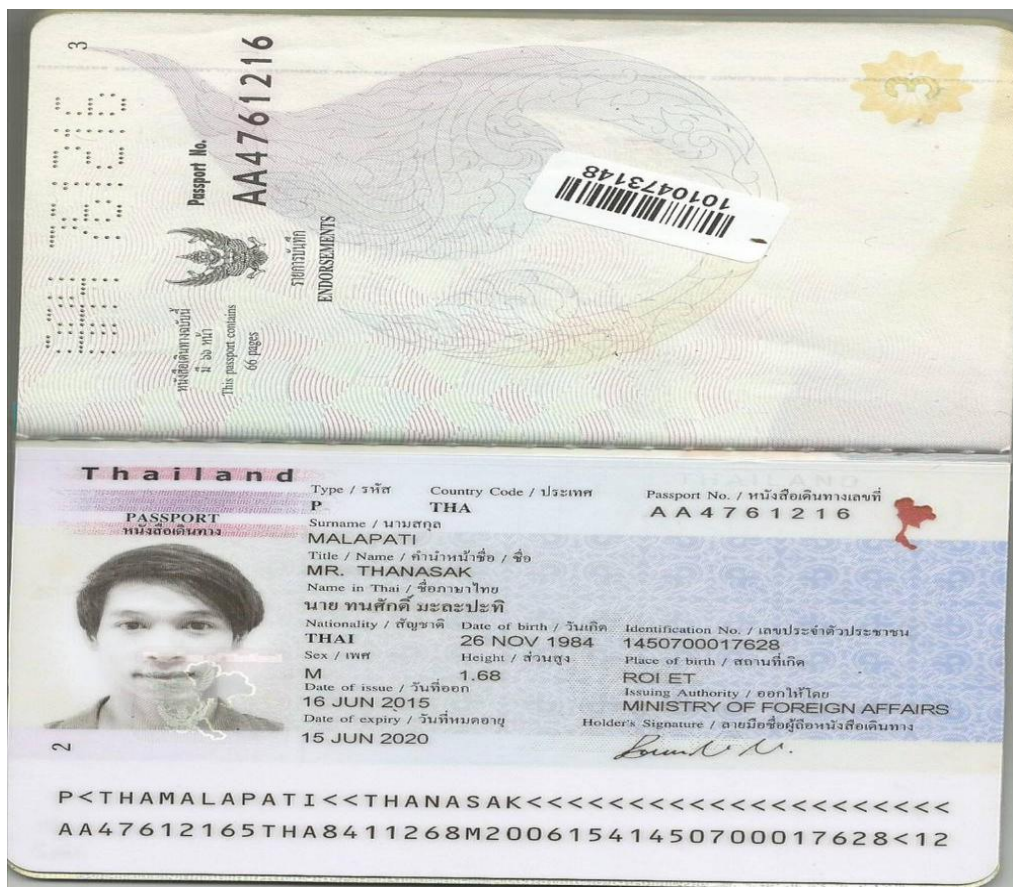 3
หนังสือเดินทางฉบับนี้
มี ๖๖ หน้า
This passport contains
66 pages
Passport No.
AA4761216
รายการบันทึก
ENDORSEMENTS
1010473148
๓
Thailand
PASSPORT
หนังสือเดินทาง
Type / รหัส Country Code / ประเทศ Passport No. / หนังสือเดินทางเลขที่
P THA AA4761216
Surname / นามสกุล
MALAPATI
Title / Name / คำนำหน้าชื่อ / ชื่อ
MR. THANASAK
Name in Thai / ชื่อภาษาไทย
นาย ทนศักดิ์ มะละปะทิ
Nationality / สัญชาติ Date of birth / วันเกิด Identification No. / เลขประจำตัวประชาชน
THAI 26 NOV 1984 1450700017628
Sex / เพศ Height / ส่วนสูง Place of birth / สถานที่เกิด
M 1.68 ROI ET
Date of issue / วันที่ออก Issuing Authority / ออกให้โดย
16 JUN 2015 MINISTRY OF FOREIGN AFFAIRS
Date of expiry / วันที่หมดอายุ Holder's Signature / ลายมือชื่อผู้ถือหนังสือเดินทาง
15 JUN 2020
2
P<THAMALAPATI<<THANASAK<<<<<<<<<<<<<<<<<<<<<
AA47612165THA8411268M20061541450700017628<12